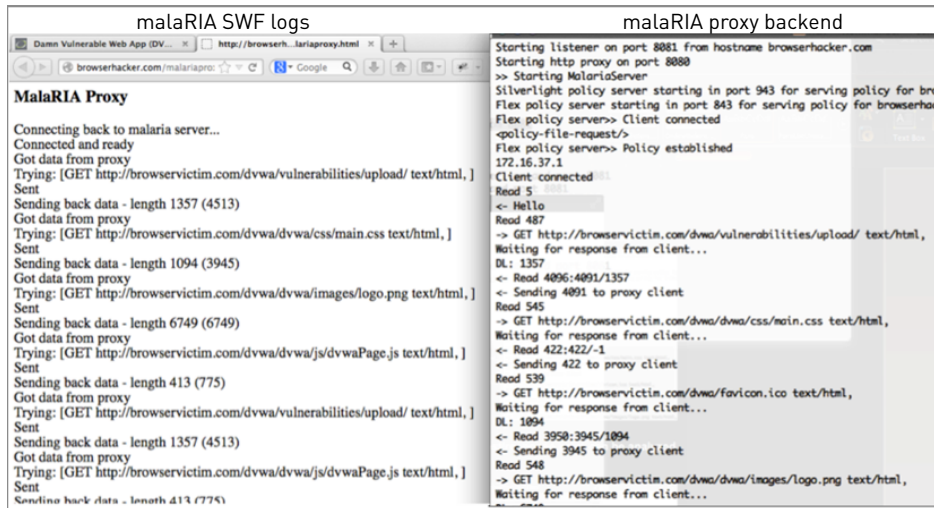 malaRIA SWF logs
malaRIA proxy backend
Damn Vulnerable Web App (DV...
http://browserh...lariaproxy.html
browserhacker.com/malariapro:
Google
MalaRIA Proxy
Connecting back to malaria server...
Connected and ready
Got data from proxy
Trying: [GET http://browservictim.com/dvwa/vulnerabilities/upload/ text/html, ]
Sent
Sending back data - length 1357 (4513)
Got data from proxy
Trying: [GET http://browservictim.com/dvwa/dvwa/css/main.css text/html, ]
Sent
Sending back data - length 1094 (3945)
Got data from proxy
Trying: [GET http://browservictim.com/dvwa/dvwa/images/logo.png text/html, ]
Sent
Sending back data - length 6749 (6749)
Got data from proxy
Trying: [GET http://browservictim.com/dvwa/dvwa/js/dvwaPage.js text/html, ]
Sent
Sending back data - length 413 (775)
Got data from proxy
Trying: [GET http://browservictim.com/dvwa/vulnerabilities/upload/ text/html, ]
Sent
Sending back data - length 1357 (4513)
Got data from proxy
Trying: [GET http://browservictim.com/dvwa/dvwa/js/dvwaPage.js text/html, ]
Sent
Sending back data - length 413 (775)
Starting listener on port 8081 from hostname browserhacker.com
Starting http proxy on port 8080
>> Starting MalariaServer
Silverlight policy server starting in port 943 for serving policy for bro
Flex policy server starting in port 843 for serving policy for browserhac
Flex policy server>> Client connected
<policy-file-request/>
Flex policy server>> Policy established
172.16.37.1
Client connected
Read 5
<- Hello
Read 487
-> GET http://browservictim.com/dvwa/vulnerabilities/upload/ text/html,
Waiting for response from client...
DL: 1357
<- Read 4096:4091/1357
<- Sending 4091 to proxy client
Read 545
-> GET http://browservictim.com/dvwa/dvwa/css/main.css text/html,
Waiting for response from client...
<- Read 422:422/-1
<- Sending 422 to proxy client
Read 539
-> GET http://browservictim.com/dvwa/favicon.ico text/html,
Waiting for response from client...
DL: 1094
<- Read 3950:3945/1094
<- Sending 3945 to proxy client
Read 548
-> GET http://browservictim.com/dvwa/dvwa/images/logo.png text/html,
Waiting for response from client...